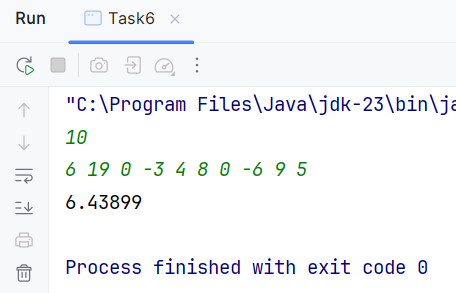 Run Task6
"C:\Program Files\Java\jdk-23\bin\ja
10
6 19 0 -3 4 8 0 -6 9 5
6.43899
Process finished with exit code 0